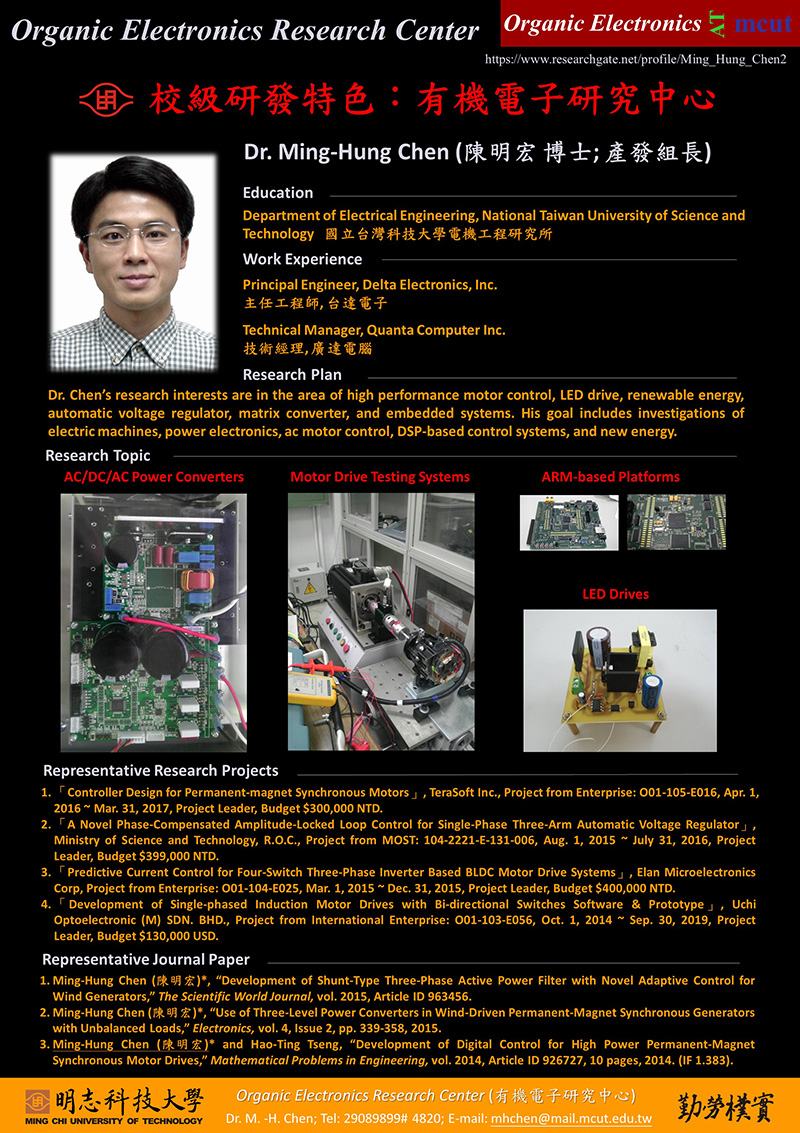 Organic Electronics Research Center
Organic Electronics AT mcut
https://www.researchgate.net/profile/Ming_Hung_Chen2
校級研發特色：有機電子研究中心
Dr. Ming-Hung Chen (陳明宏 博士; 產發組長)
Education
Department of Electrical Engineering, National Taiwan University of Science and
Technology 國立台灣科技大學電機工程研究所
Work Experience
Principal Engineer, Delta Electronics, Inc.
主任工程師, 台達電子
Technical Manager, Quanta Computer Inc.
技術經理, 廣達電腦
Research Plan
Dr. Chen's research interests are in the area of high performance motor control, LED drive, renewable energy,
automatic voltage regulator, matrix converter, and embedded systems. His goal includes investigations of
electric machines, power electronics, ac motor control, DSP-based control systems, and new energy.
Research Topic
AC/DC/AC Power Converters
Motor Drive Testing Systems
ARM-based Platforms
LED Drives
Representative Research Projects
1. 「Controller Design for Permanent-magnet Synchronous Motors」, TeraSoft Inc., Project from Enterprise: O01-105-E016, Apr. 1,
2016 ~ Mar. 31, 2017, Project Leader, Budget $300,000 NTD.
2. 「A Novel Phase-Compensated Amplitude-Locked Loop Control for Single-Phase Three-Arm Automatic Voltage Regulator」,
Ministry of Science and Technology, R.O.C., Project from MOST: 104-2221-E-131-006, Aug. 1, 2015 ~ July 31, 2016, Project
Leader, Budget $399,000 NTD.
3. 「Predictive Current Control for Four-Switch Three-Phase Inverter Based BLDC Motor Drive Systems」, Elan Microelectronics
Corp, Project from Enterprise: O01-104-E025, Mar. 1, 2015 ~ Dec. 31, 2015, Project Leader, Budget $400,000 NTD.
4. 「Development of Single-phased Induction Motor Drives with Bi-directional Switches Software & Prototype」, Uchi
Optoelectronic (M) SDN. BHD., Project from International Enterprise: O01-103-E056, Oct. 1, 2014 ~ Sep. 30, 2019, Project
Leader, Budget $130,000 USD.
Representative Journal Paper
1. Ming-Hung Chen (陳明宏)*, “Development of Shunt-Type Three-Phase Active Power Filter with Novel Adaptive Control for
Wind Generators,” The Scientific World Journal, vol. 2015, Article ID 963456.
2. Ming-Hung Chen (陳明宏)*, “Use of Three-Level Power Converters in Wind-Driven Permanent-Magnet Synchronous Generators
with Unbalanced Loads,” Electronics, vol. 4, Issue 2, pp. 339-358, 2015.
3. Ming-Hung Chen (陳明宏)* and Hao-Ting Tseng, “Development of Digital Control for High Power Permanent-Magnet
Synchronous Motor Drives,” Mathematical Problems in Engineering, vol. 2014, Article ID 926727, 10 pages, 2014. (IF 1.383).
明志科技大學
MING CHI UNIVERSITY OF TECHNOLOGY
Organic Electronics Research Center (有機電子研究中心)
Dr. M. -H. Chen; Tel: 29089899# 4820; E-mail: mhchen@mail.mcut.edu.tw
勤勞樸實